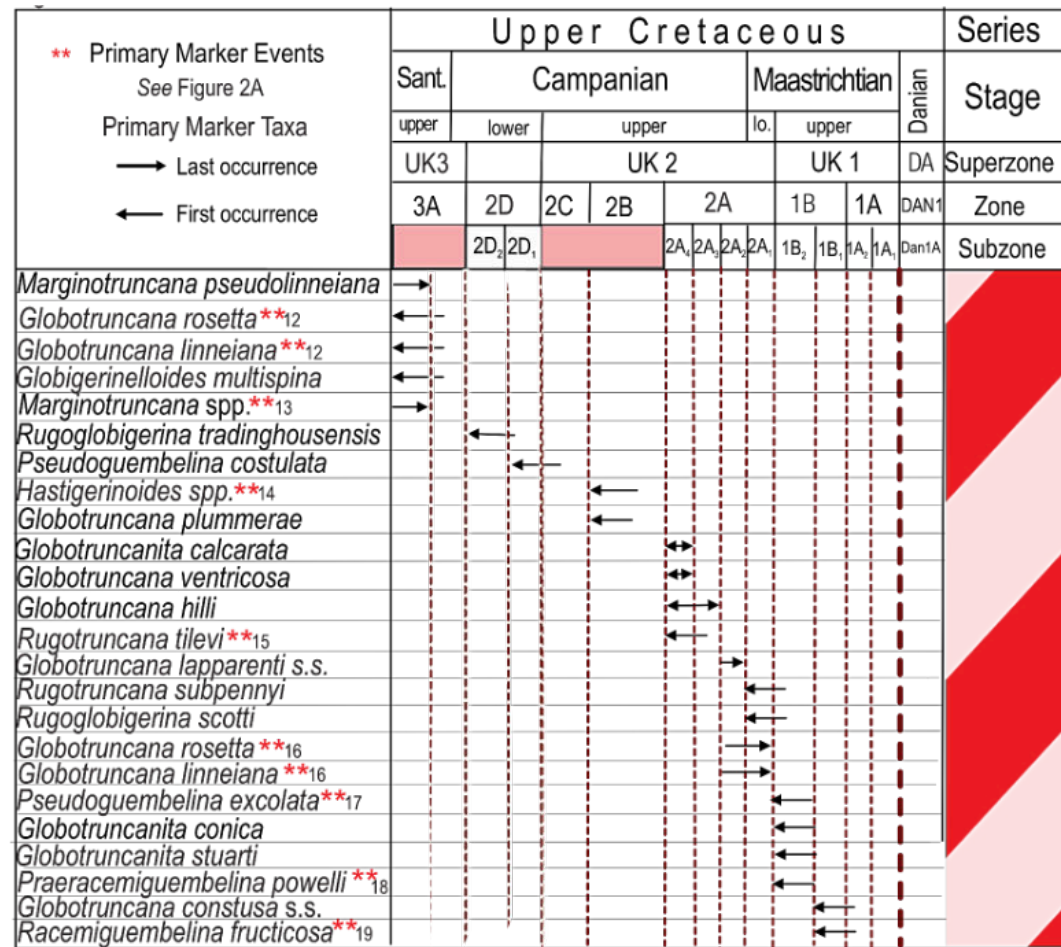 ** Primary Marker Events
See Figure 2A
Primary Marker Taxa
Last occurrence
First occurrence
Upper Cretaceous Series
Sant. Campanian Maastrichtian Danian Stage
upper lower upper lo. upper
UK3 UK 2 UK 1 DA Superzone
3A 2D 2C 2B 2A 1B 1A DAN1 Zone
2D2 2D1 2A4 2A3 2A2 2A1 1B2 1B1 1A2 1A1 Dan1A Subzone
Marginotruncana pseudolinneiana
Globotruncana rosetta **12
Globotruncana linneiana **12
Globigerinelloides multispina
Marginotruncana spp.**13
Rugoglobigerina tradinghousensis
Pseudoguembelina costulata
Hastigerinoides spp.**14
Globotruncana plummerae
Globotruncanita calcarata
Globotruncana ventricosa
Globotruncana hilli
Rugotruncana tilevi **15
Globotruncana lapparenti s.s.
Rugotruncana subpennyi
Rugoglobigerina scotti
Globotruncana rosetta **16
Globotruncana linneiana **16
Pseudoguembelina excolata**17
Globotruncanita conica
Globotruncanita stuarti
Praeracemiguembelina powelli **18
Globotruncana constusa s.s.
Racemiguembelina fructicosa**19